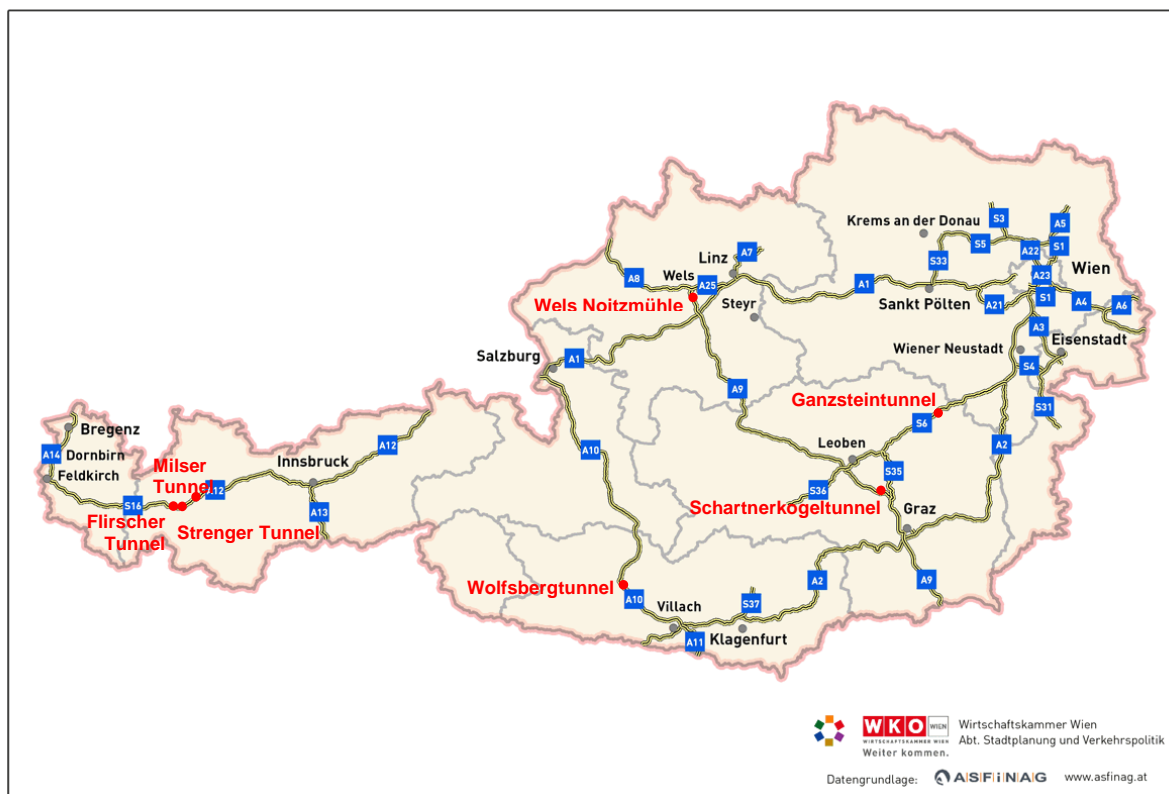 Krems an der Donau
S3
A5
S5
A22
S1
A7
Linz
S33
A23
Wien
Wels
A8
A25
A1
Sankt Pölten
A21
S1
A4
A6
Wels Noitzmühle
Steyr
A3
Wiener Neustadt
Eisenstadt
Salzburg
A1
S4
A9
Ganzsteintunnel
S31
S6
Bregenz
A12
A10
Leoben
A2
A14
Dornbirn
Milser
Tunnel
Innsbruck
S35
Feldkirch
A12
S36
S16
Schartnerkogeltunnel
Flirscher
Tunnel
Strenger Tunnel
A13
Graz
Wolfsbergtunnel
A2
A9
A10
Villach
S37
A11
Klagenfurt
WKO WIEN
WIRTSCHAFTSKAMMER WIEN
Weiter kommen.
Wirtschaftskammer Wien
Abt. Stadtplanung und Verkehrspolitik
Datengrundlage: ASFiNAG www.asfinag.at